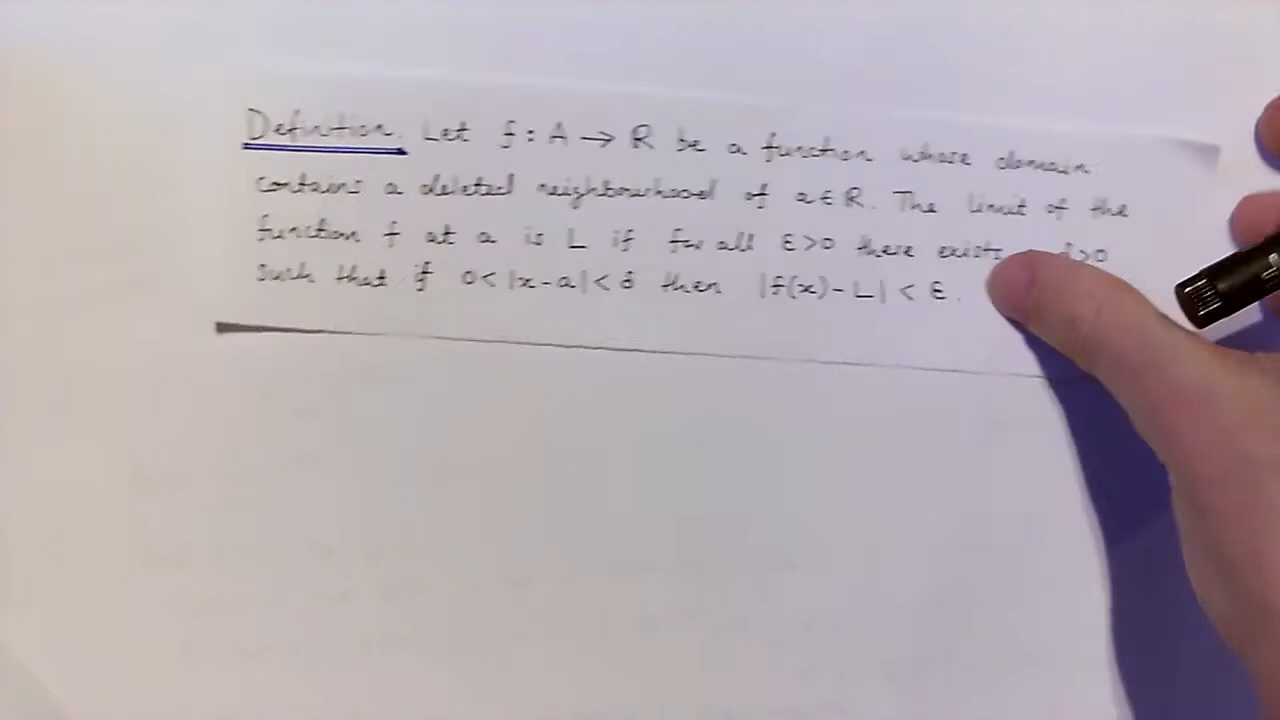 Definition. Let f: A → R be a function whose domain
contains a deleted neighbourhood of a∈R. The limit of the
function f at a is L if for all ε>0 there exists >0
such that if 0<|x-a|<δ then |f(x)-L| < ε.